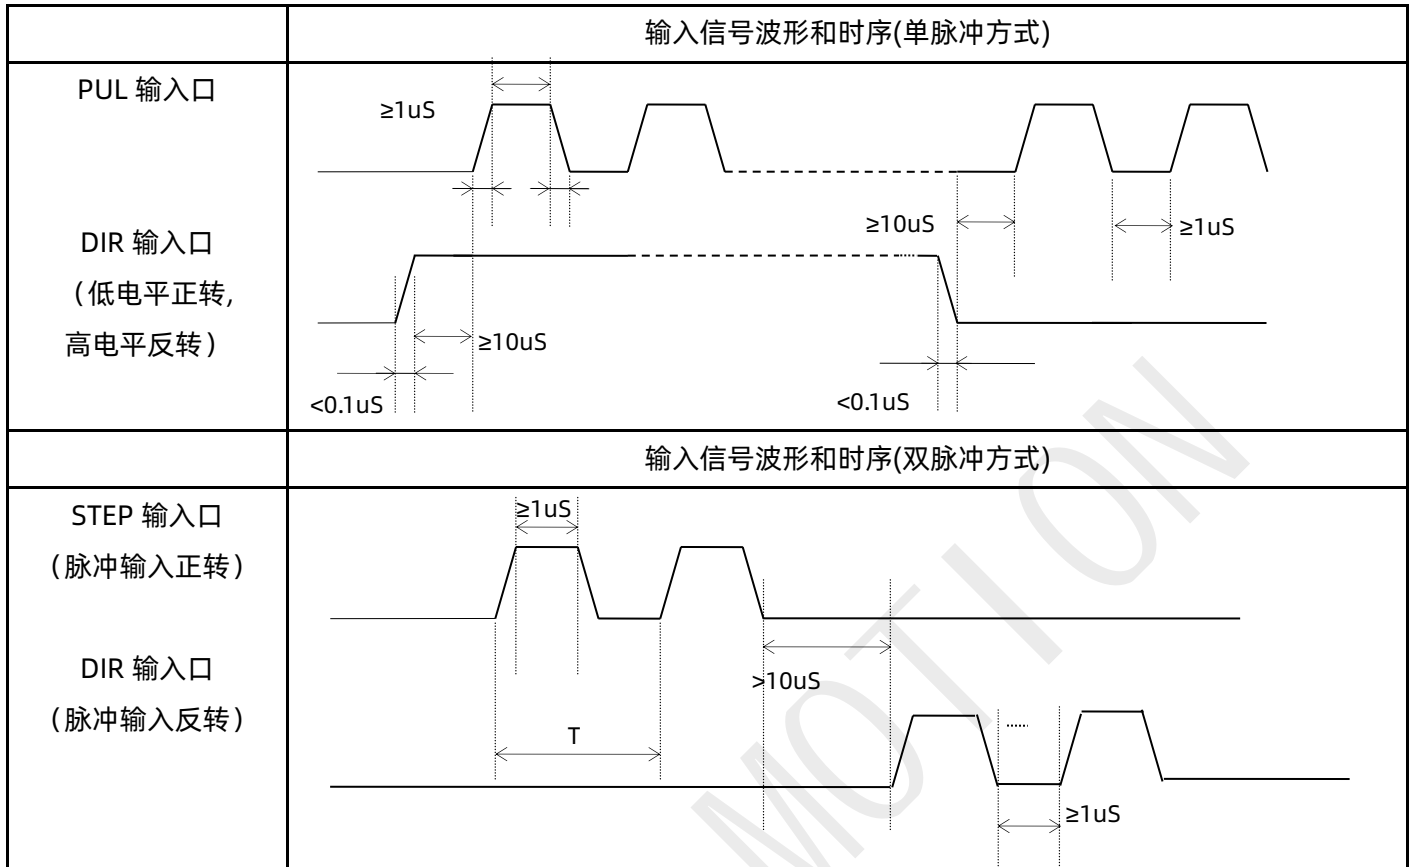 输入信号波形和时序(单脉冲方式)
PUL 输入口
≥1uS
DIR 输入口
（低电平正转,
高电平反转）
≥10uS
≥1uS
≥10uS
<0.1uS
<0.1uS
输入信号波形和时序(双脉冲方式)
STEP 输入口
（脉冲输入正转）
≥1uS
DIR 输入口
（脉冲输入反转）
>10uS
T
≥1uS
MOTION